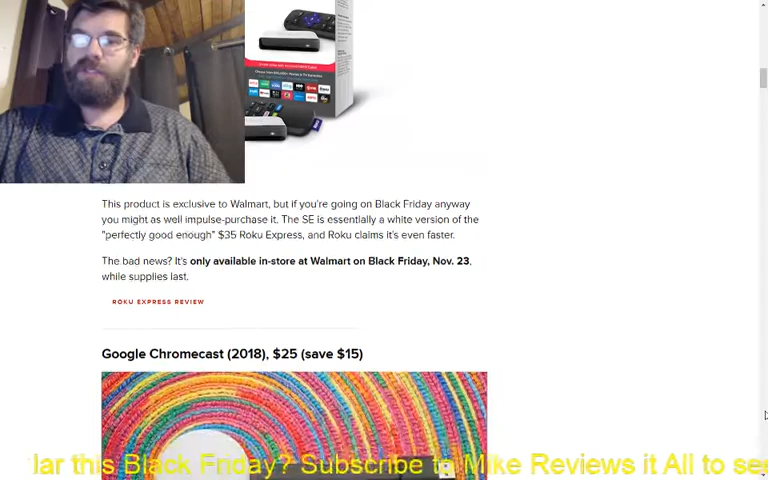 This product is exclusive to Walmart, but if you're going on Black Friday anyway
you might as well impulse-purchase it. The SE is essentially a white version of the
"perfectly good enough" $35 Roku Express, and Roku claims it's even faster.
The bad news? It's only available in-store at Walmart on Black Friday, Nov. 23,
while supplies last.
ROKU EXPRESS REVIEW
Google Chromecast (2018), $25 (save $15)
lar this Black Friday? Subscribe to Mike Reviews it All to see